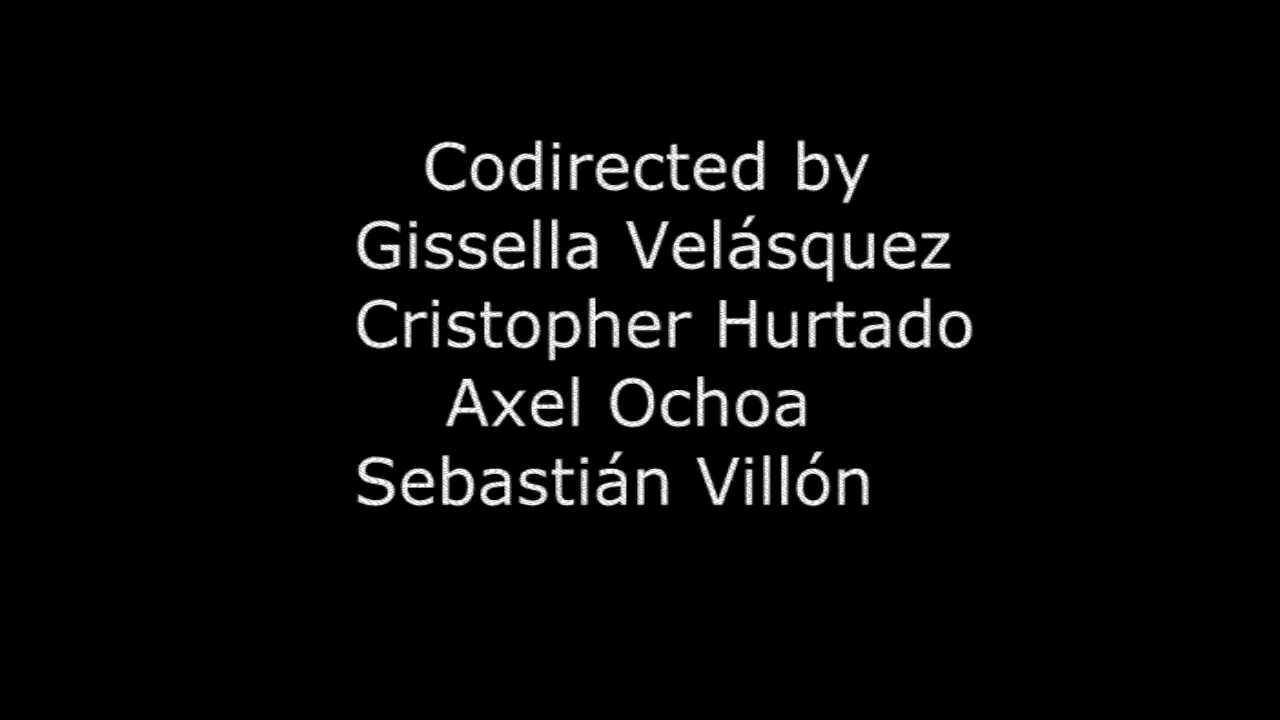 Codirected by
Gissella Velásquez
Cristopher Hurtado
Axel Ochoa
Sebastián Villón